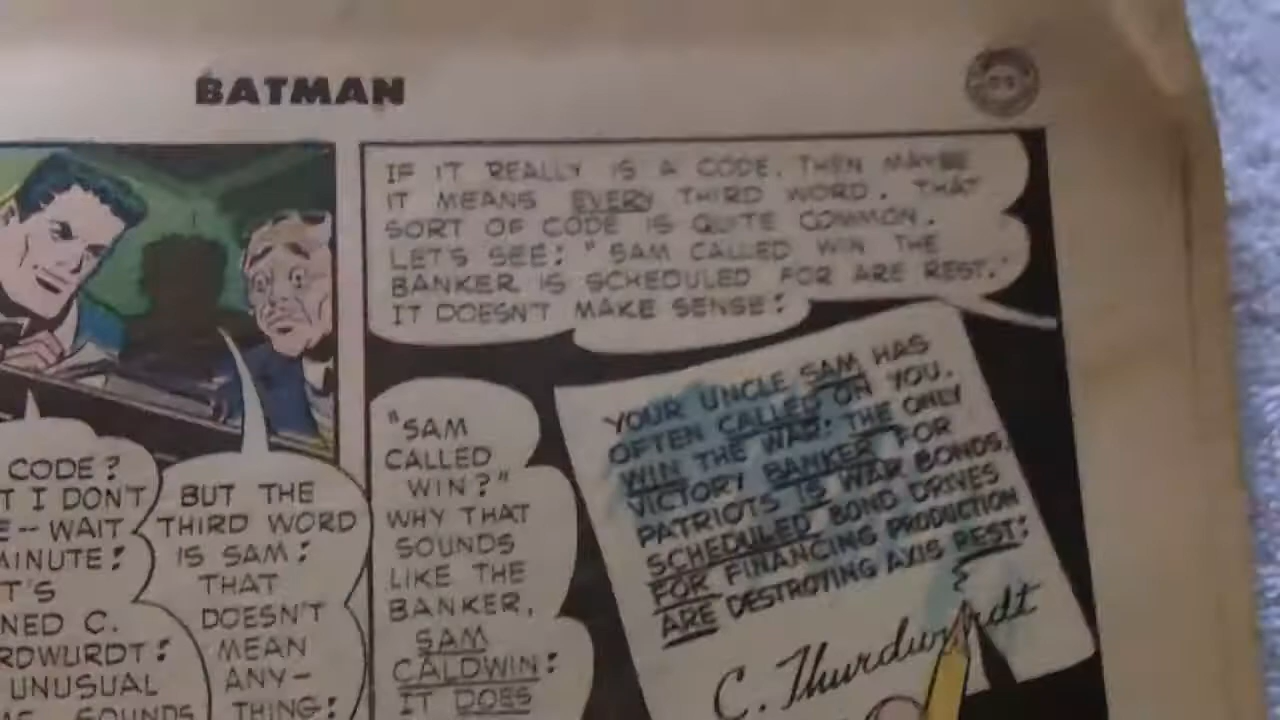 BATMAN
CODE?
T I DON'T
E-- WAIT
MINUTE!
T'S
NED C.
RDWURDT!
UNUSUAL
SOUNDS
BUT THE
THIRD WORD
IS SAM!
THAT
DOESN'T
MEAN
ANY-
THING!
IF IT REALLY IS A CODE, THEN MAYBE
IT MEANS EVERY THIRD WORD. THAT
SORT OF CODE IS QUITE COMMON.
LET'S SEE! "SAM CALLED WIN THE
BANKER IS SCHEDULED FOR ARE REST."
IT DOESN'T MAKE SENSE!
"SAM
CALLED
WIN?"
WHY THAT
SOUNDS
LIKE THE
BANKER,
SAM
CALDWIN!
IT DOES
YOUR UNCLE SAM HAS
OFTEN CALLED ON YOU.
WIN THE WAR! THE ONLY
VICTORY BANKER FOR
PATRIOTS IS WAR BONDS.
SCHEDULED BOND DRIVES
FOR FINANCING PRODUCTION
ARE DESTROYING AXIS REST!
C. Thurdwurdt